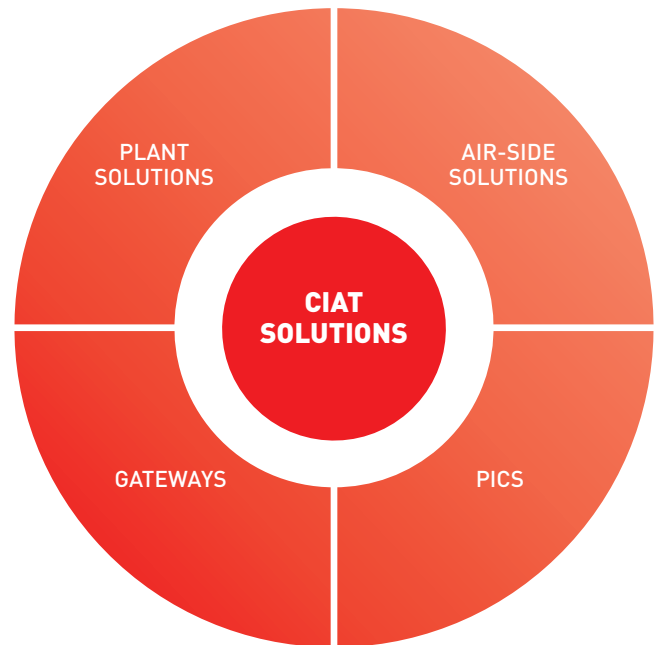 PLANT
SOLUTIONS
AIR-SIDE
SOLUTIONS
CIAT
SOLUTIONS
GATEWAYS
PICS